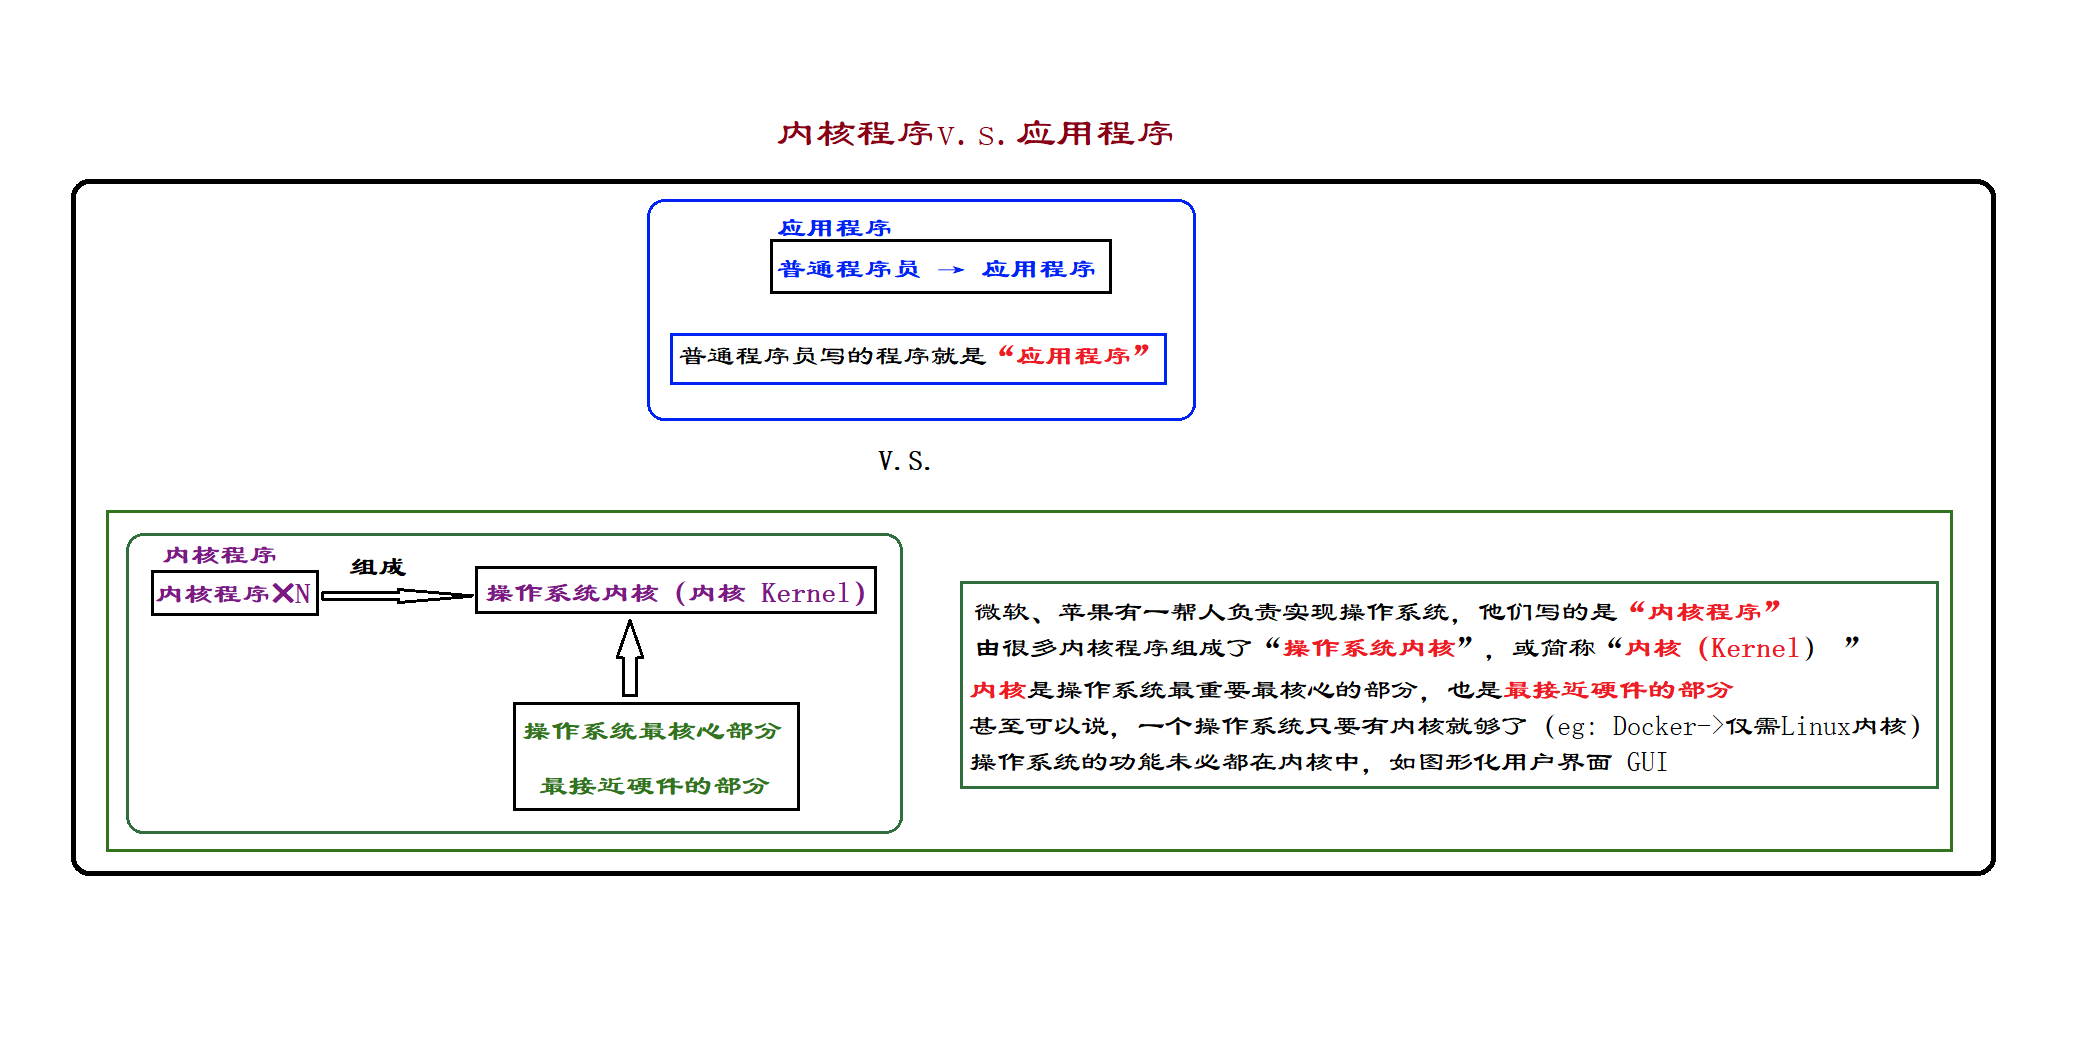 内核程序V.S.应用程序
应用程序
普通程序员 → 应用程序
普通程序员写的程序就是“应用程序”
V.S.
内核程序
内核程序×N
组成
操作系统内核（内核 Kernel）
操作系统最核心部分
最接近硬件的部分
微软、苹果有一帮人负责实现操作系统，他们写的是“内核程序”
由很多内核程序组成了“操作系统内核”，或简称“内核（Kernel） ”
内核是操作系统最重要最核心的部分，也是最接近硬件的部分
甚至可以说，一个操作系统只要有内核就够了（eg: Docker->仅需Linux内核）
操作系统的功能未必都在内核中，如图形化用户界面 GUI